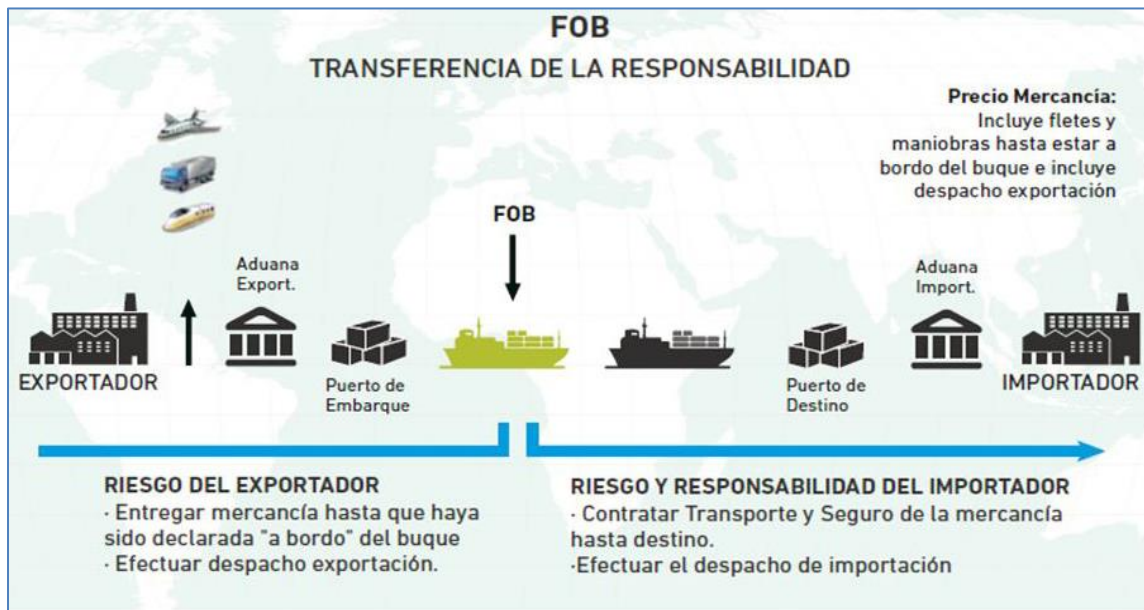 FOB
TRANSFERENCIA DE LA RESPONSABILIDAD
Precio Mercancía:
Incluye fletes y
maniobras hasta estar a
bordo del buque e incluye
despacho exportación
FOB
Aduana
Export.
Aduana
Import.
EXPORTADOR
Puerto de
Embarque
Puerto de
Destino
IMPORTADOR
RIESGO DEL EXPORTADOR
· Entregar mercancía hasta que haya
sido declarada "a bordo" del buque
· Efectuar despacho exportación.
RIESGO Y RESPONSABILIDAD DEL IMPORTADOR
· Contratar Transporte y Seguro de la mercancía
hasta destino.
·Efectuar el despacho de importación